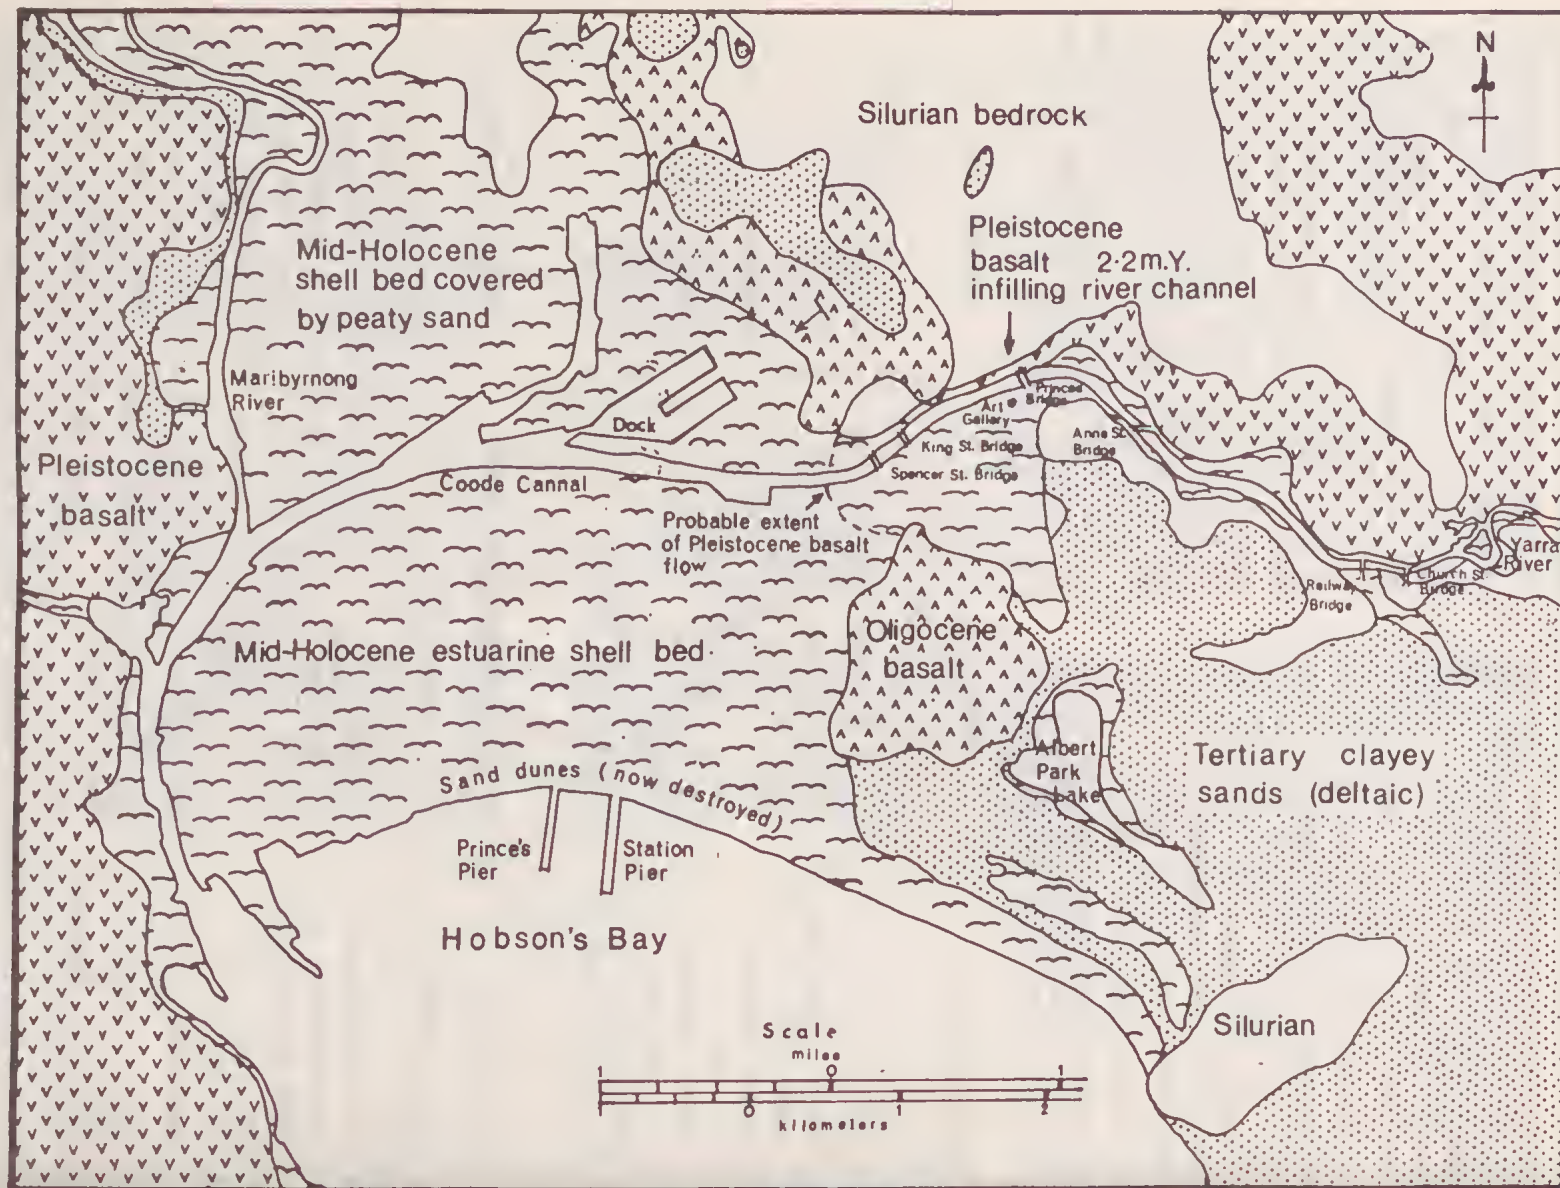 N
Silurian bedrock
Pleistocene
basalt 2·2m.Y.
infilling river channel
Mid-Holocene
shell bed covered
by peaty sand
Maribyrnong
River
Dock
Princes
Bridge
Art
Gallery
King St. Bridge
Anne St.
Bridge
Spencer St. Bridge
Pleistocene
basalt
Coode Cannal
Probable extent
of Pleistocene basalt
flow
Yarra
River
Church St.
Bridge
Railway
Bridge
Mid-Holocene estuarine shell bed
Oligocene
basalt
Albert
Park
Lake
Tertiary clayey
sands (deltaic)
Sand dunes (now destroyed)
Prince's
Pier
Station
Pier
Hobson's Bay
Silurian
Scale
miles
1 0 1
1 0 1 2
kilometers